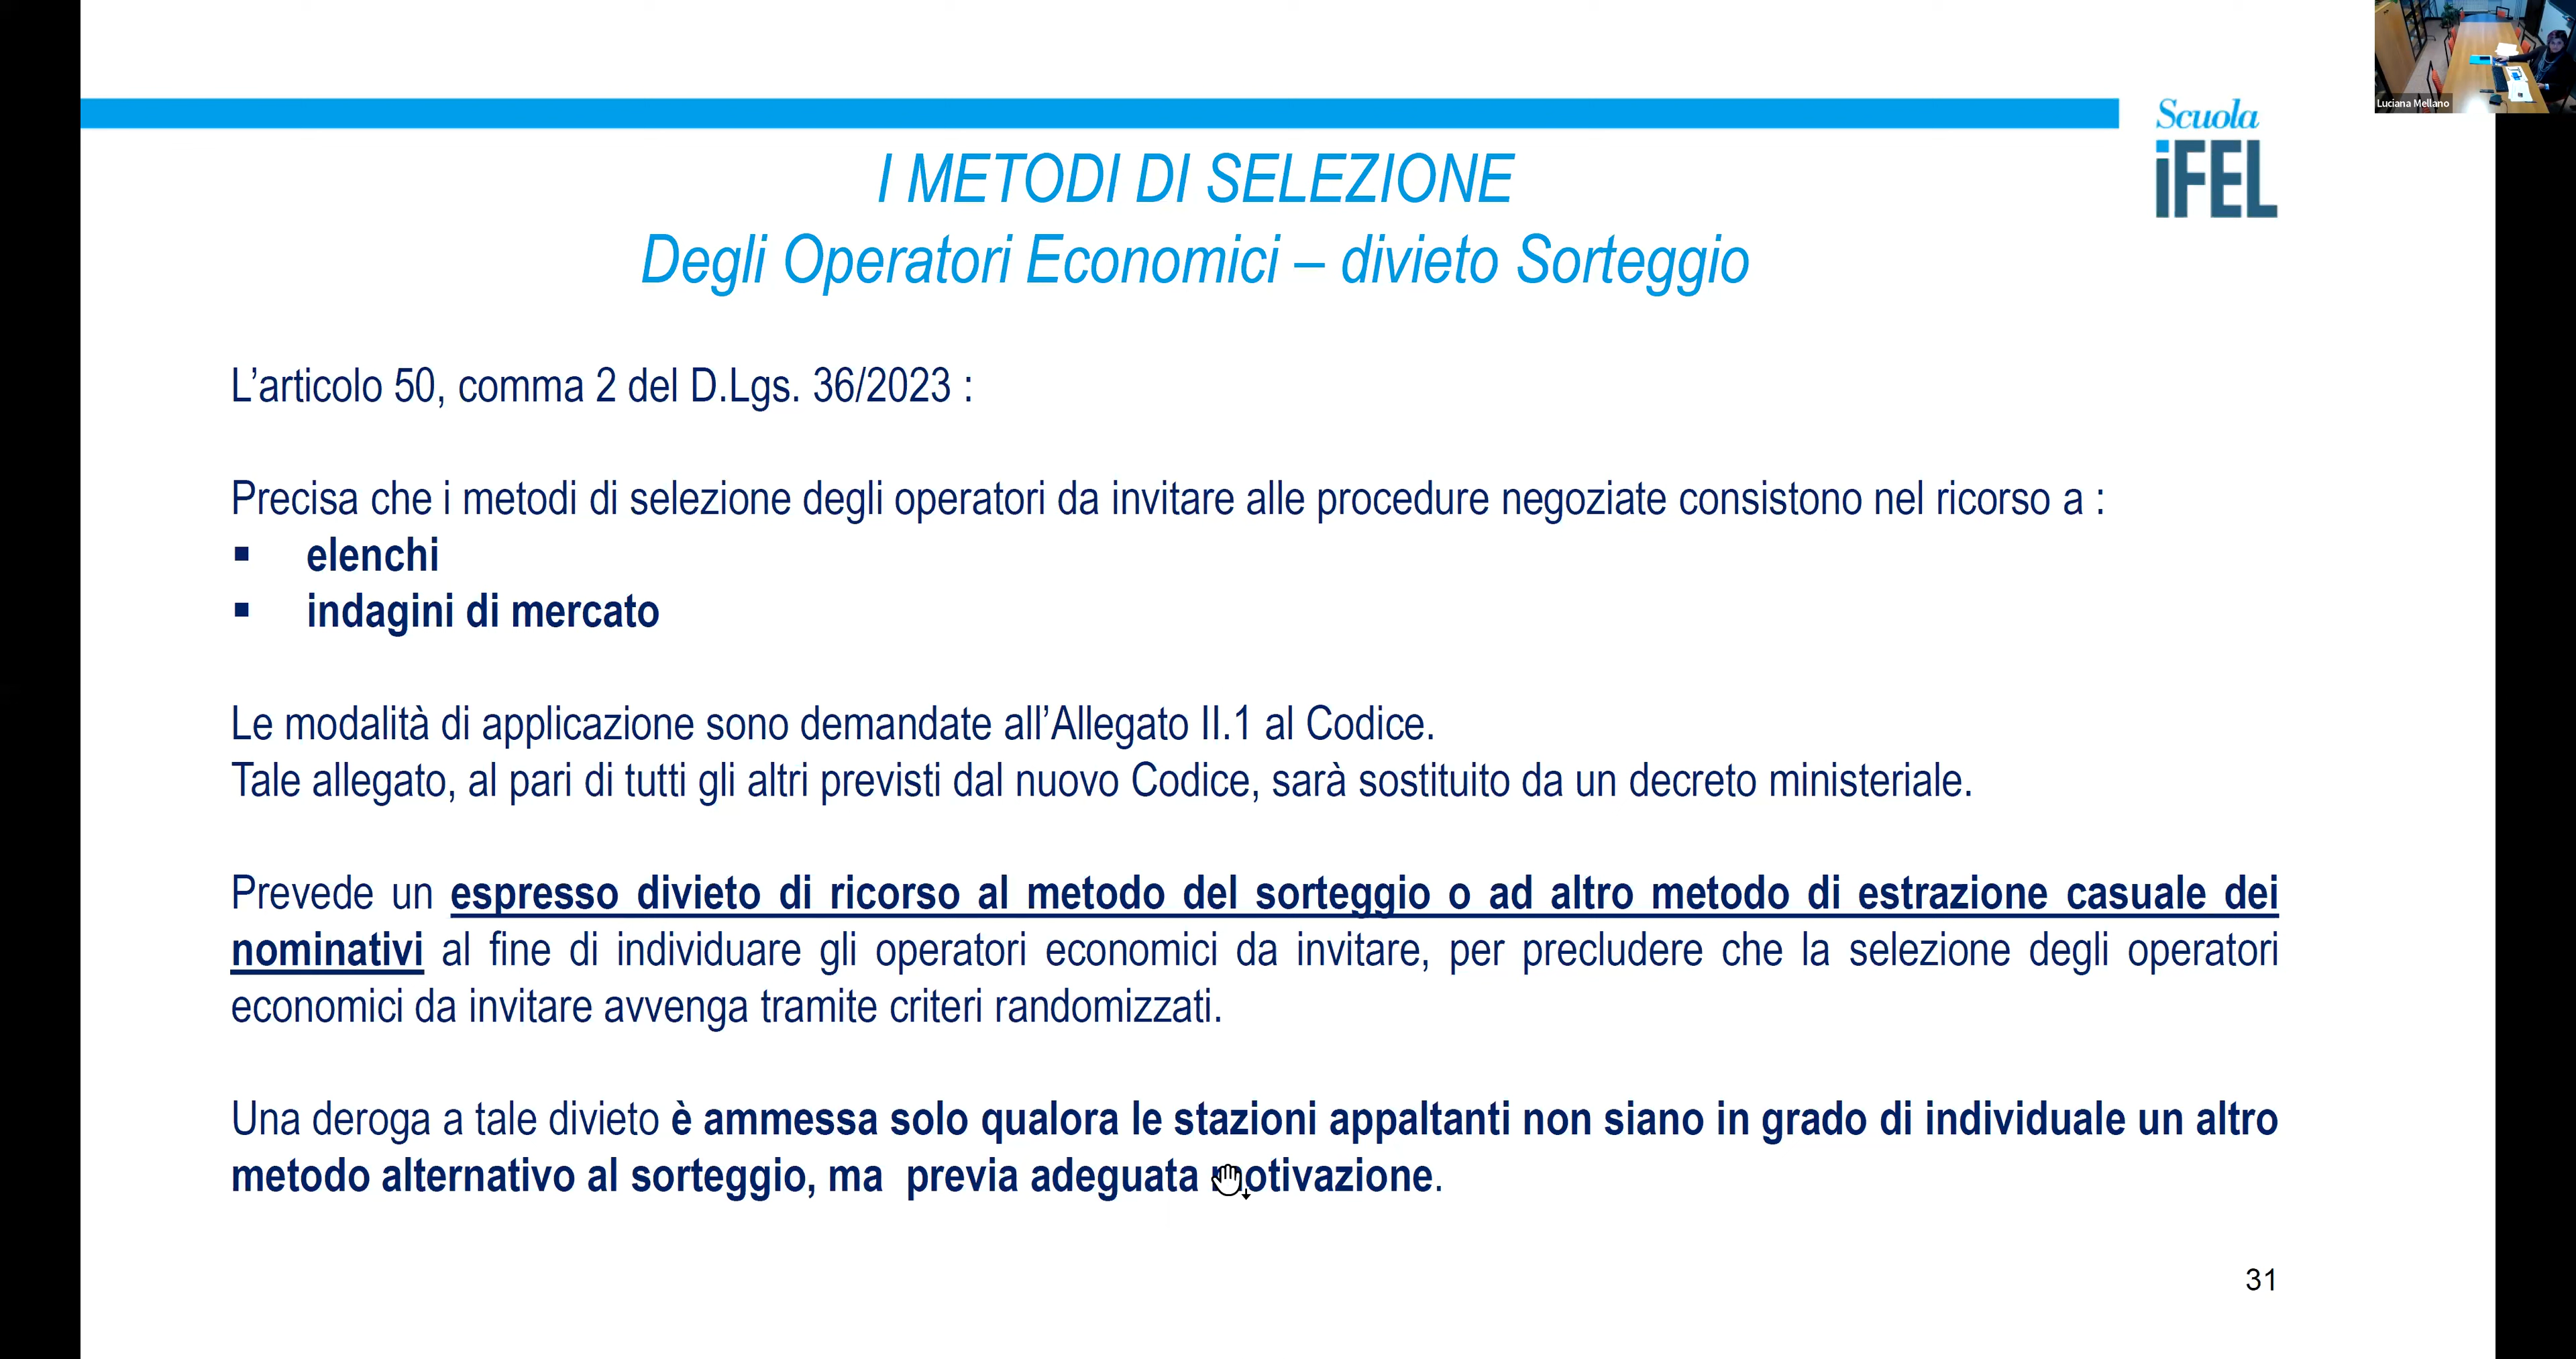 Luciana Mellano
Scuola
iFEL
I METODI DI SELEZIONE
Degli Operatori Economici – divieto Sorteggio
L’articolo 50, comma 2 del D.Lgs. 36/2023 :
Precisa che i metodi di selezione degli operatori da invitare alle procedure negoziate consistono nel ricorso a :
▪ elenchi
▪ indagini di mercato
Le modalità di applicazione sono demandate all’Allegato II.1 al Codice.
Tale allegato, al pari di tutti gli altri previsti dal nuovo Codice, sarà sostituito da un decreto ministeriale.
Prevede un espresso divieto di ricorso al metodo del sorteggio o ad altro metodo di estrazione casuale dei
nominativi al fine di individuare gli operatori economici da invitare, per precludere che la selezione degli operatori
economici da invitare avvenga tramite criteri randomizzati.
Una deroga a tale divieto è ammessa solo qualora le stazioni appaltanti non siano in grado di individuale un altro
metodo alternativo al sorteggio, ma previa adeguata motivazione.
31